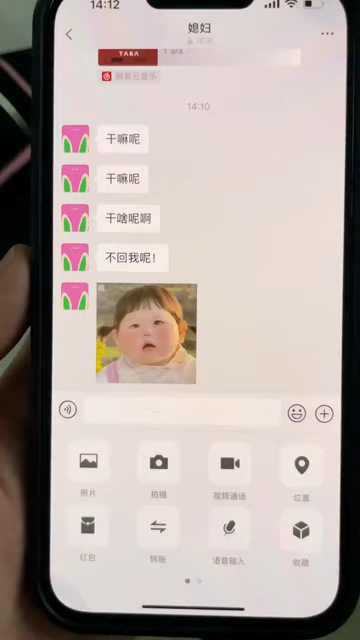 14:12
媳妇
TARA
T'ara
网易云音乐
14:10
干嘛呢
干嘛呢
干啥呢啊
不回我呢！
照片
拍摄
视频通话
位置
红包
转账
语音输入
收藏